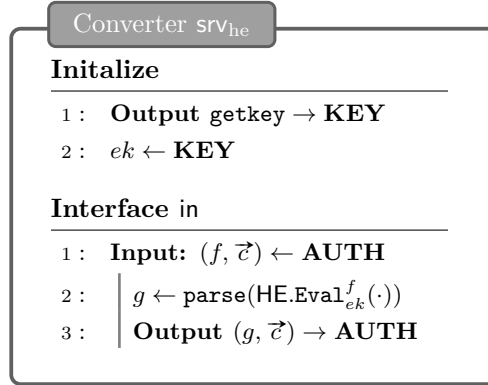 Converter srv_he
Initalize
1 : Output getkey → KEY
2 : ek ← KEY
Interface in
1 : Input: (f, c⃗) ← AUTH
2 : g ← parse(HE.Eval^f_ek(·))
3 : Output (g, c⃗) → AUTH